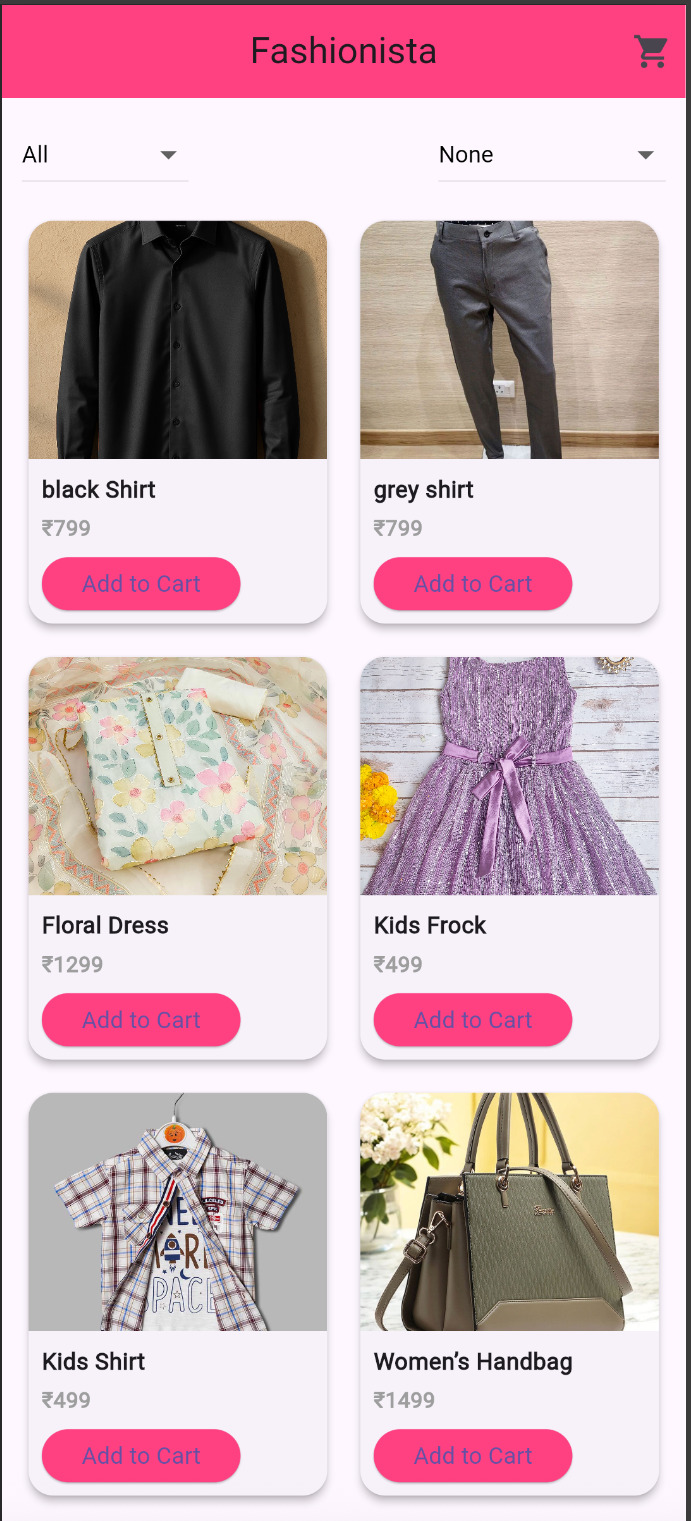 Fashionista
All
None
black Shirt
grey shirt
₹799
₹799
Add to Cart
Add to Cart
Floral Dress
Kids Frock
₹1299
₹499
Add to Cart
Add to Cart
MORE
SPACE
Kids Shirt
Women’s Handbag
₹499
₹1499
Add to Cart
Add to Cart